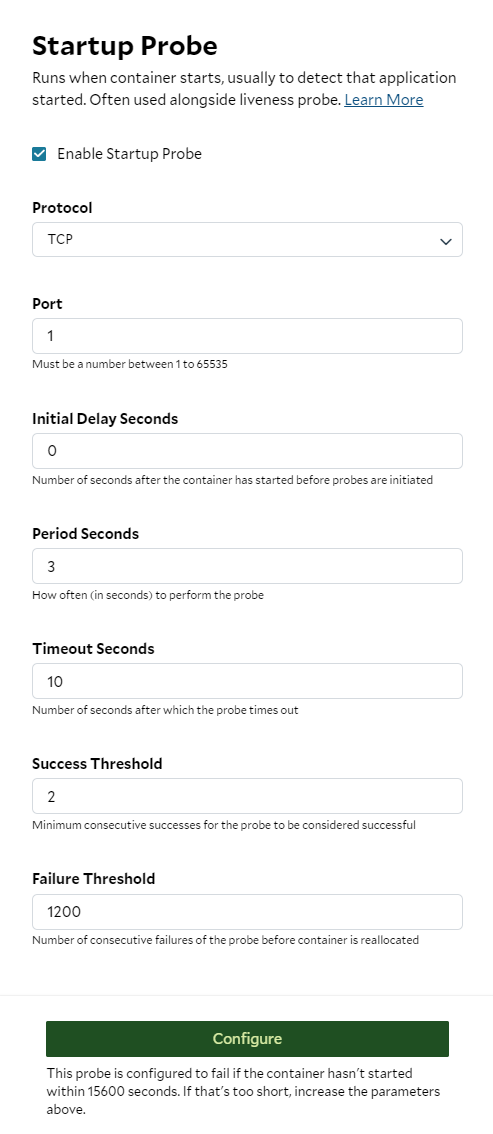 Startup Probe
Runs when container starts, usually to detect that application
started. Often used alongside liveness probe. Learn More
Enable Startup Probe
Protocol
TCP
Port
1
Must be a number between 1 to 65535
Initial Delay Seconds
0
Number of seconds after the container has started before probes are initiated
Period Seconds
3
How often (in seconds) to perform the probe
Timeout Seconds
10
Number of seconds after which the probe times out
Success Threshold
2
Minimum consecutive successes for the probe to be considered successful
Failure Threshold
1200
Number of consecutive failures of the probe before container is reallocated
Configure
This probe is configured to fail if the container hasn't started
within 15600 seconds. If that's too short, increase the parameters
above.